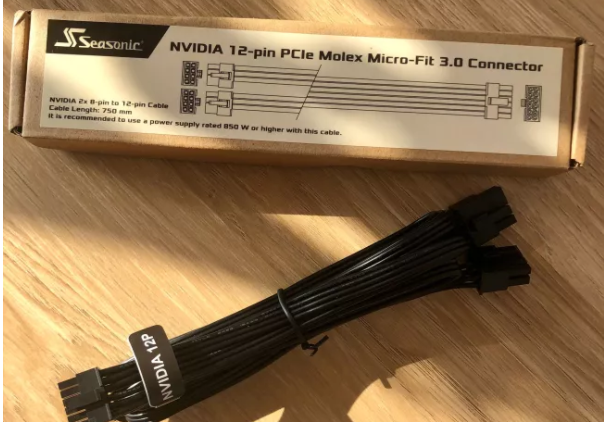 Seasonic
NVIDIA 12-pin PCIe Molex Micro-Fit 3.0 Connector
NVIDIA 2x 8-pin to 12-pin Cable
Cable Length: 750 mm
It is recommended to use a power supply rated 850 W or higher with this cable.
NVIDIA 12P